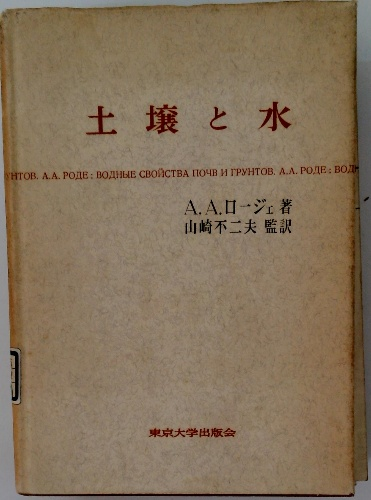 土壌と水
УНТОВ. А.А. РОДЕ: ВОДНЫЕ СВОЙСТВА ПОЧВ И ГРУНТОВ. А.А. РОДЕ: ВОД
A. A. ロージェ 著
山崎不二夫 監訳
東京大学出版会